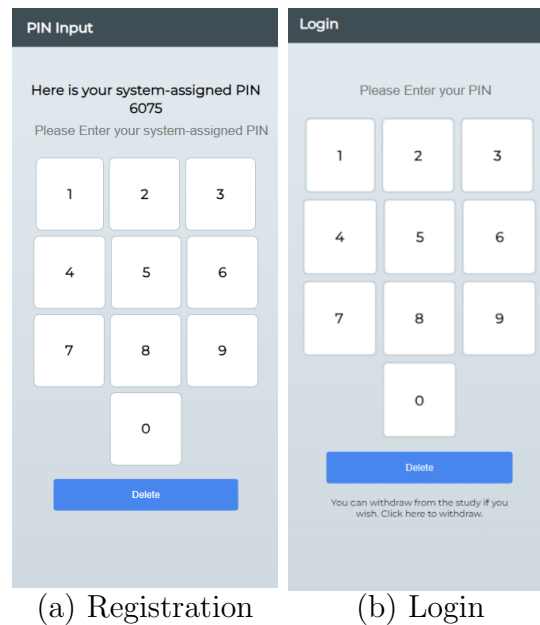 PIN Input
Here is your system-assigned PIN
6075
Please Enter your system-assigned PIN
1 2 3
4 5 6
7 8 9
0
Delete
(a) Registration
Login
Please Enter your PIN
1 2 3
4 5 6
7 8 9
0
Delete
You can withdraw from the study if you
wish. Click here to withdraw.
(b) Login